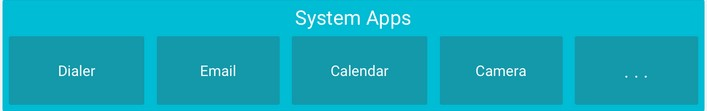 System Apps
Dialer
Email
Calendar
Camera
. . .